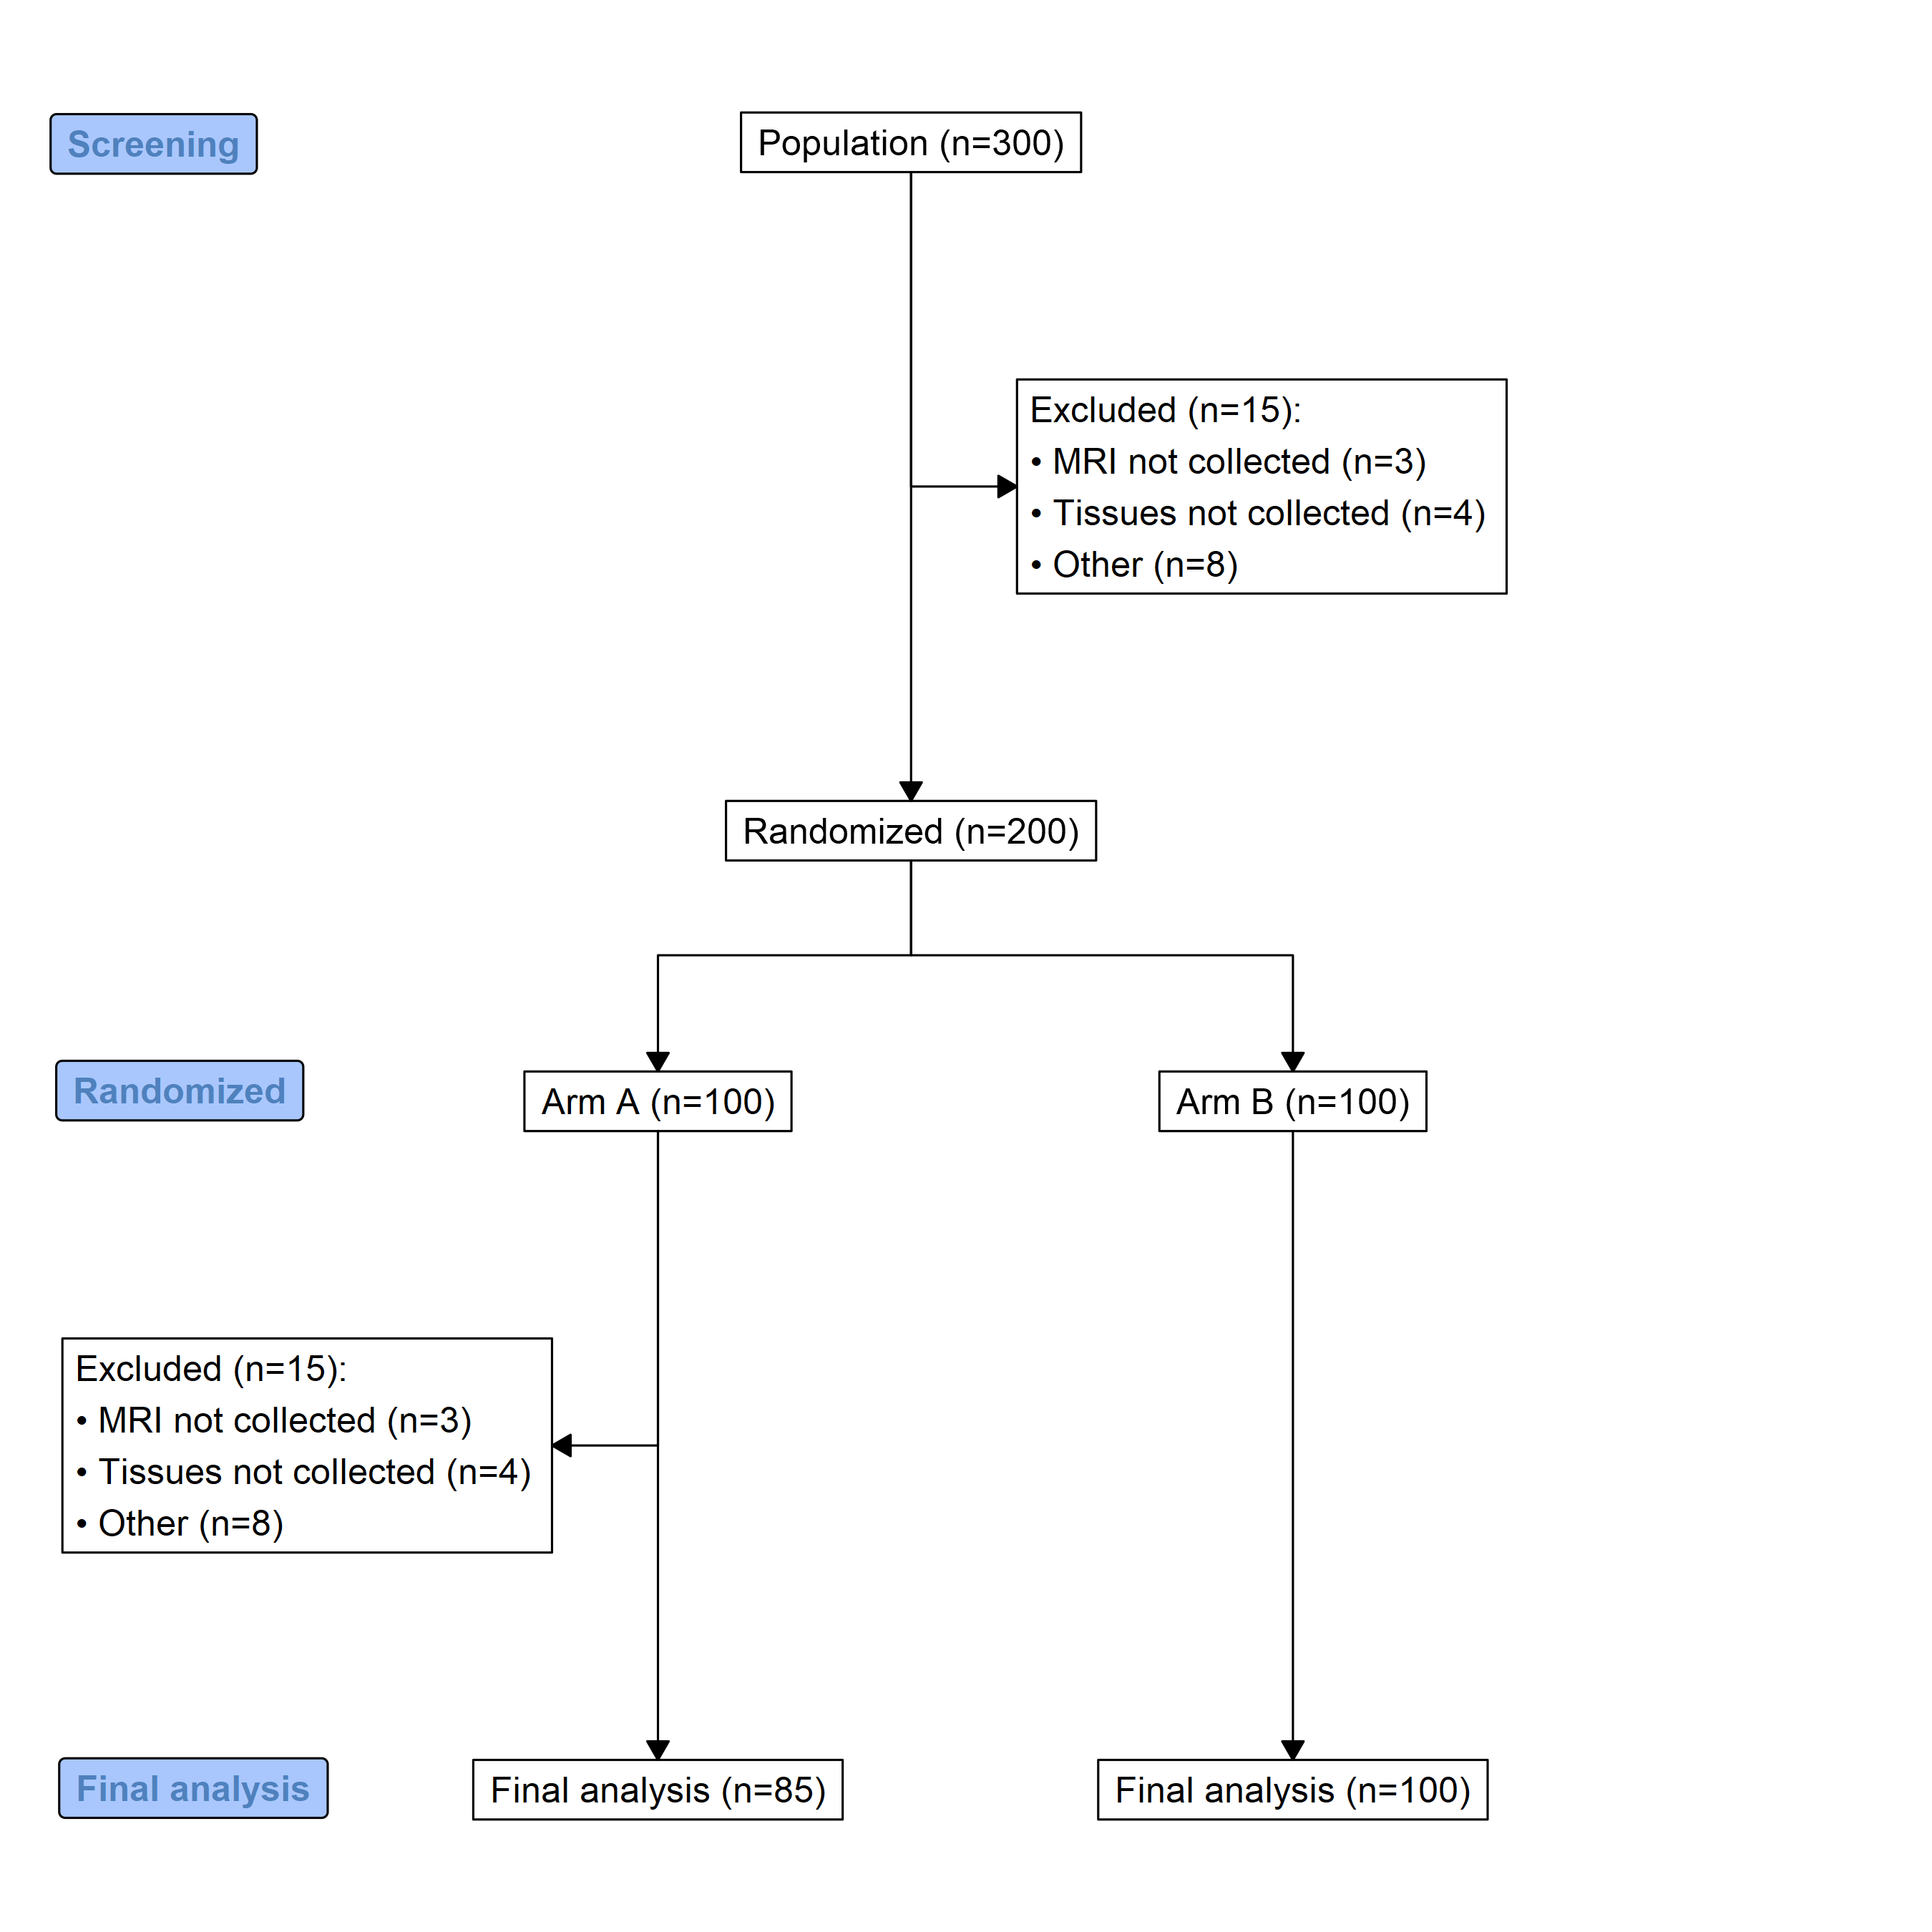 Screening
Population (n=300)
Excluded (n=15):
• MRI not collected (n=3)
• Tissues not collected (n=4)
• Other (n=8)
Randomized (n=200)
Randomized
Arm A (n=100)
Arm B (n=100)
Excluded (n=15):
• MRI not collected (n=3)
• Tissues not collected (n=4)
• Other (n=8)
Final analysis
Final analysis (n=85)
Final analysis (n=100)